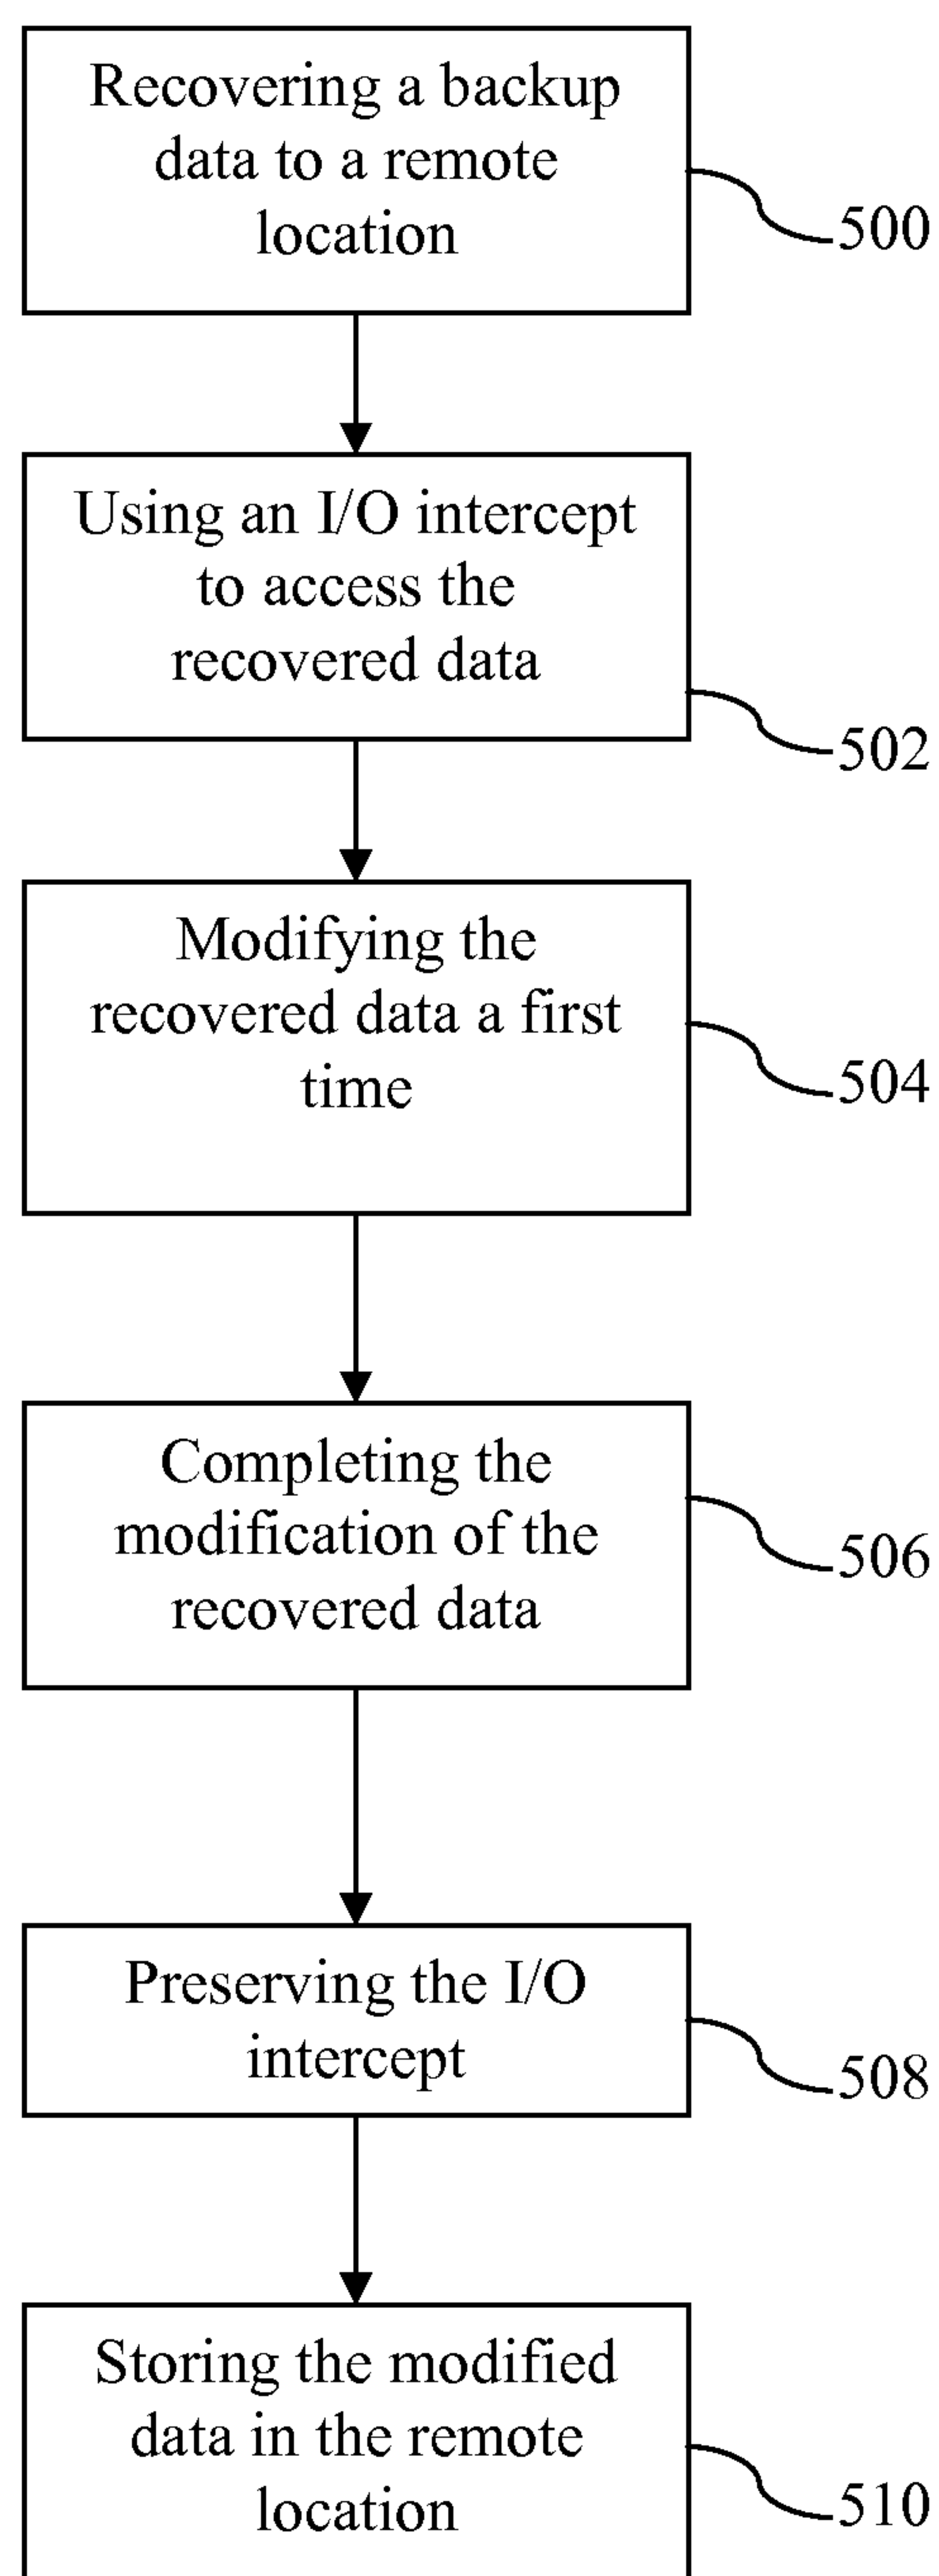 Recovering a backup
data to a remote
location
500
Using an I/O intercept
to access the
recovered data
502
Modifying the
recovered data a first
time
504
Completing the
modification of the
recovered data
506
Preserving the I/O
intercept
508
Storing the modified
data in the remote
location
510